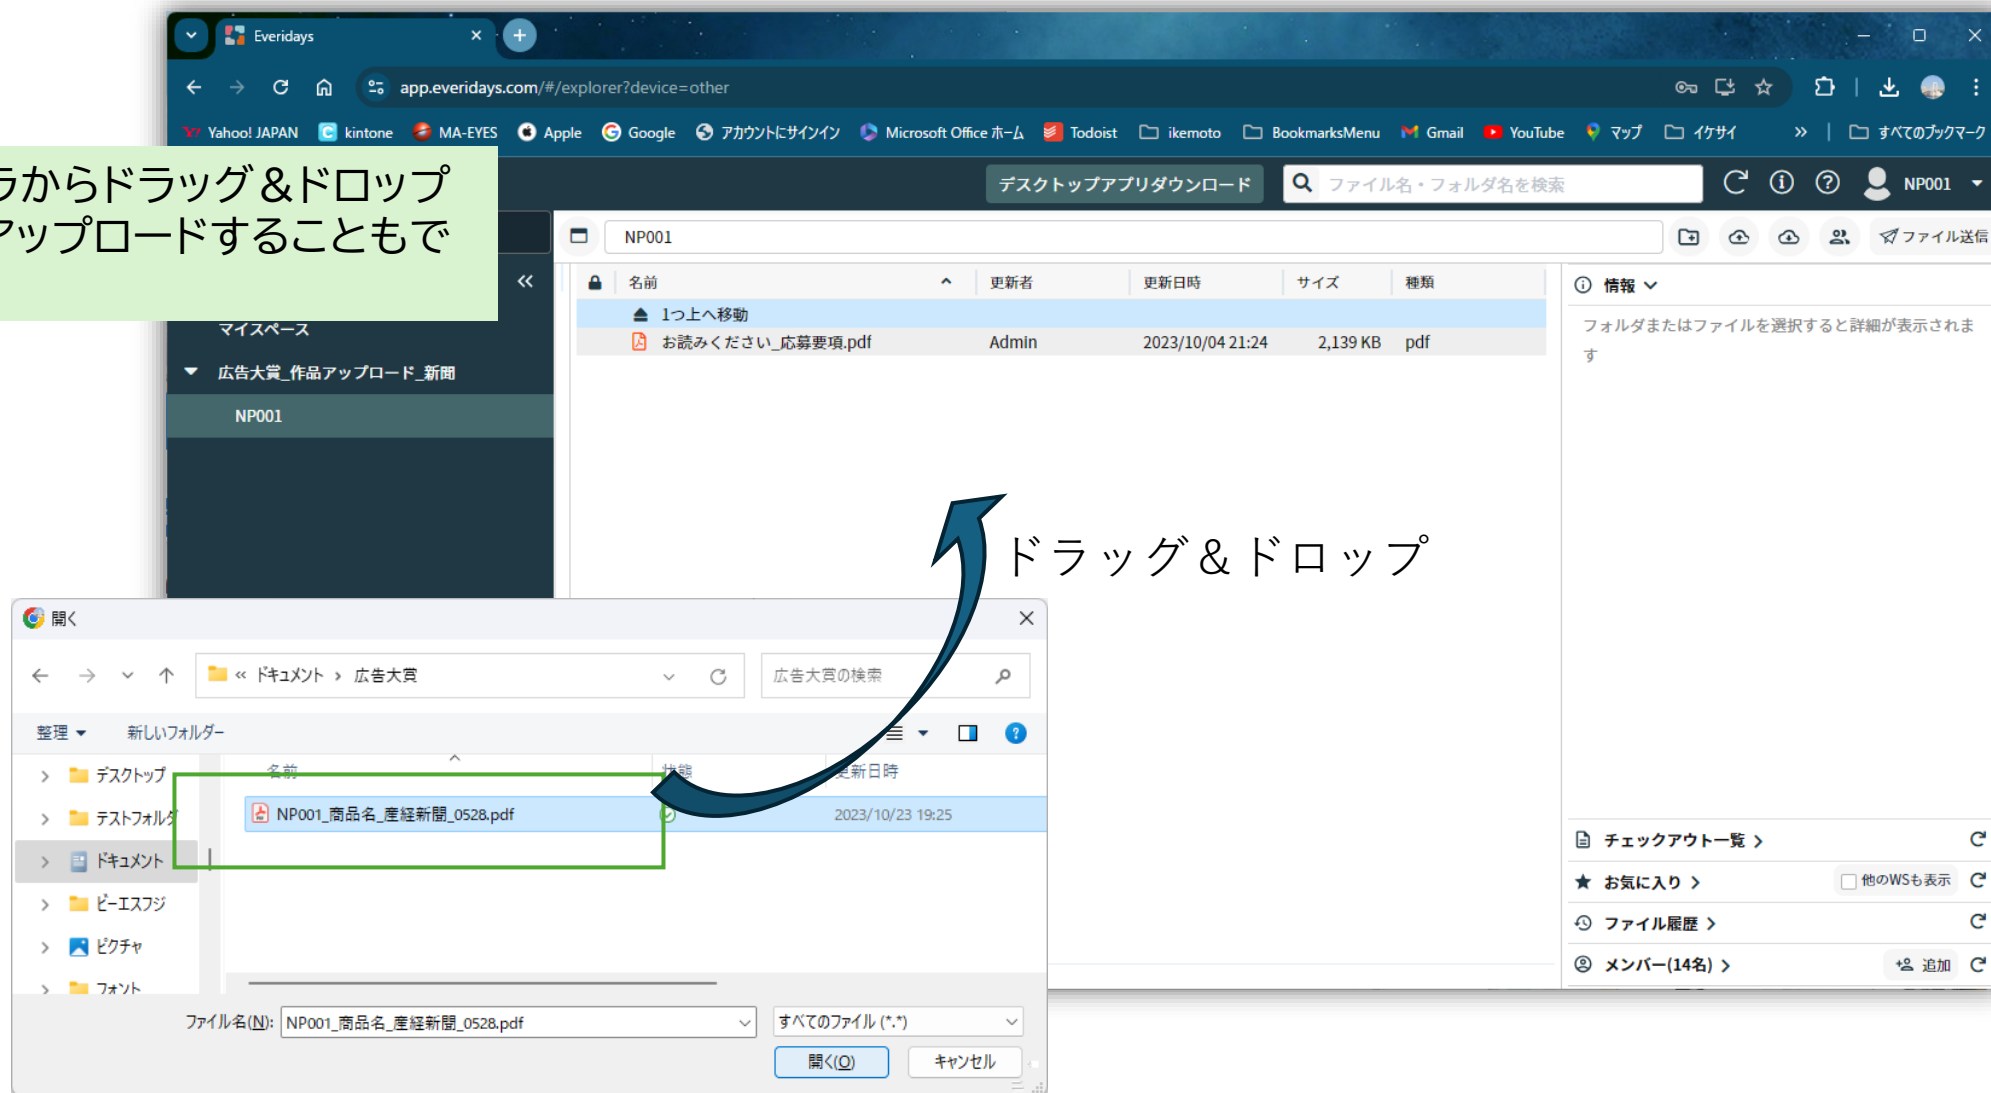 Everidays
app.everidays.com/#/explorer?device=other
Yahoo! JAPAN kintone MA-EYES Apple Google アカウントにサインイン Microsoft Office ホーム Todoist ikemoto BookmarksMenu Gmail YouTube マップ イケサイ » すべてのブックマーク
ラからドラッグ&ドロップ
アップロードすることもで
デスクトップアプリダウンロード ファイル名・フォルダ名を検索 NP001
NP001 ファイル送信
名前 更新者 更新日時 サイズ 種類
1つ上へ移動
お読みください_応募要項.pdf Admin 2023/10/04 21:24 2,139 KB pdf
マイスペース
広告大賞_作品アップロード_新聞
NP001
情報
フォルダまたはファイルを選択すると詳細が表示されま
す
ドラッグ&ドロップ
チェックアウト一覧
お気に入り 他のWSも表示
ファイル履歴
メンバー(14名) 追加
開く
« ドキュメント › 広告大賞 広告大賞の検索
整理 新しいフォルダー
名前 状態 更新日時
NP001_商品名_産経新聞_0528.pdf 2023/10/23 19:25
デスクトップ
テストフォルダ
ドキュメント
ビーエスフジ
ピクチャ
フォント
ファイル名(N): NP001_商品名_産経新聞_0528.pdf すべてのファイル (*.*)
開く(O) キャンセル